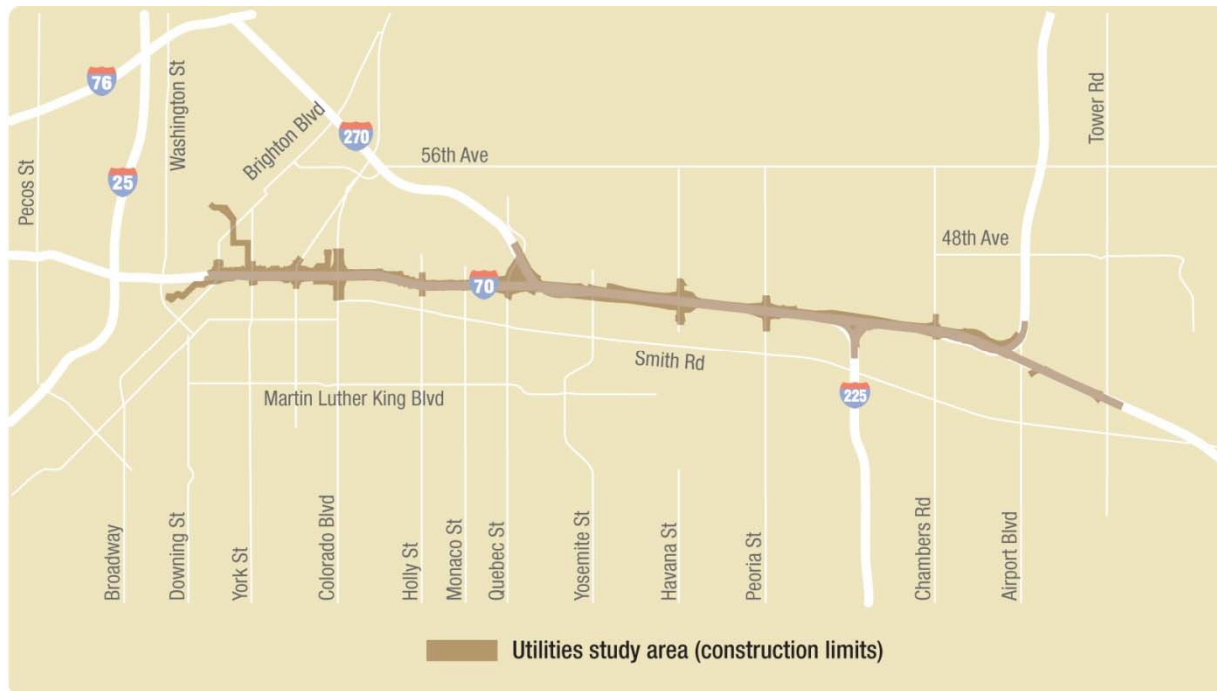 76
Washington St
Tower Rd
Brighton Blvd
270
56th Ave
25
Pecos St
48th Ave
70
Smith Rd
Martin Luther King Blvd
225
Broadway
Downing St
York St
Colorado Blvd
Holly St
Monaco St
Quebec St
Yosemite St
Havana St
Peoria St
Chambers Rd
Airport Blvd
Utilities study area (construction limits)